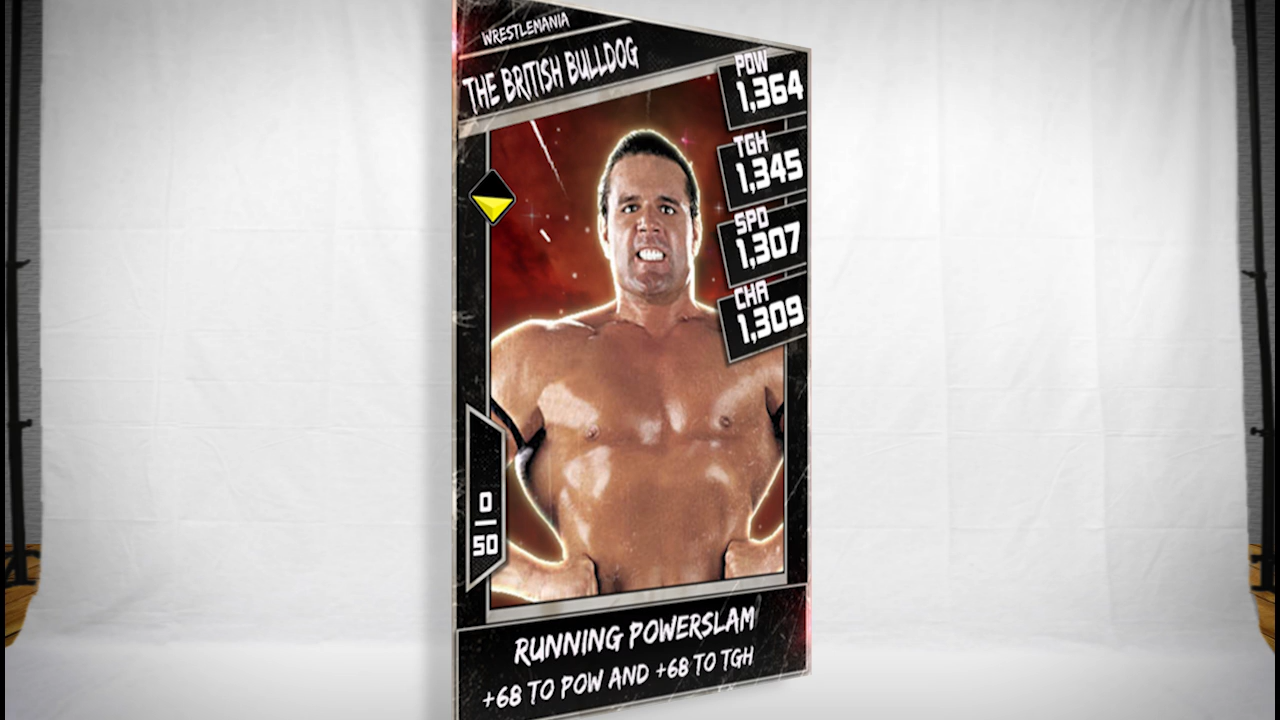 WRESTLEMANIA
THE BRITISH BULLDOG
POW
1,364
TGH
1,345
SPD
1,307
CHA
1,309
0
50
RUNNING POWERSLAM
+68 TO POW AND +68 TO TGH